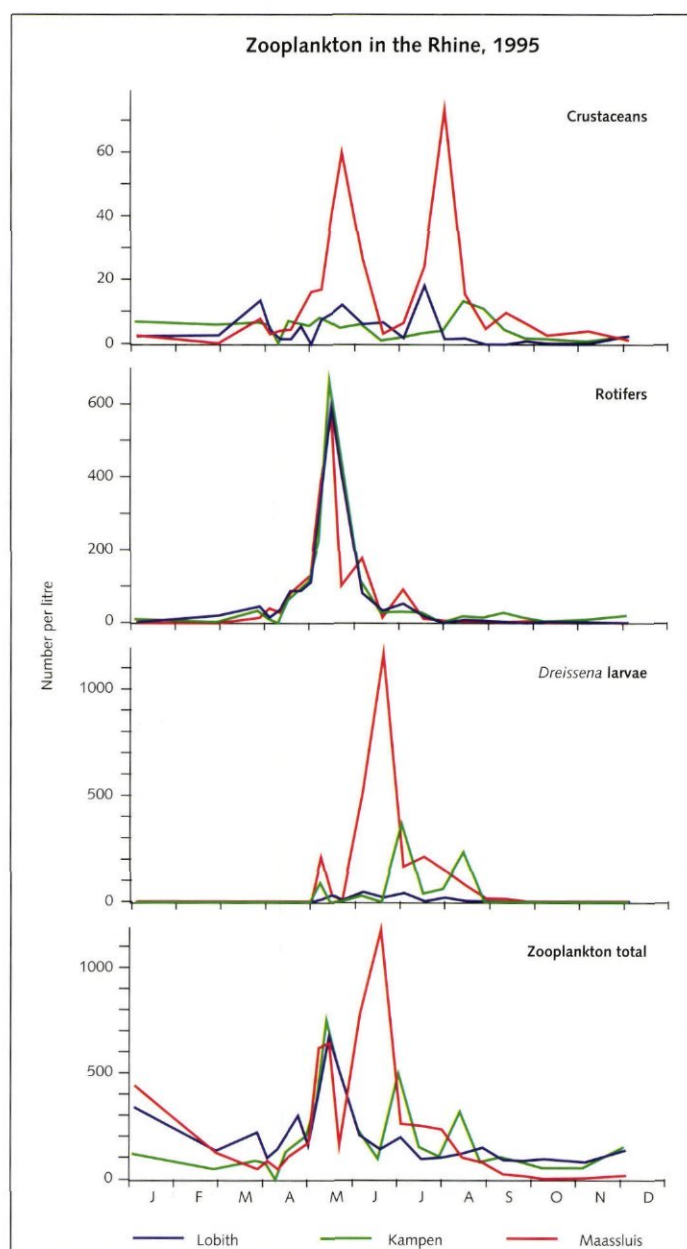 Zooplankton in the Rhine, 1995
Crustaceans
60
40
20
0
Rotifers
600
400
200
0
Number per litre
Dreissena larvae
1000
500
0
Zooplankton total
1000
500
0
J F M A M J J A S O N D
Lobith Kampen Maassluis